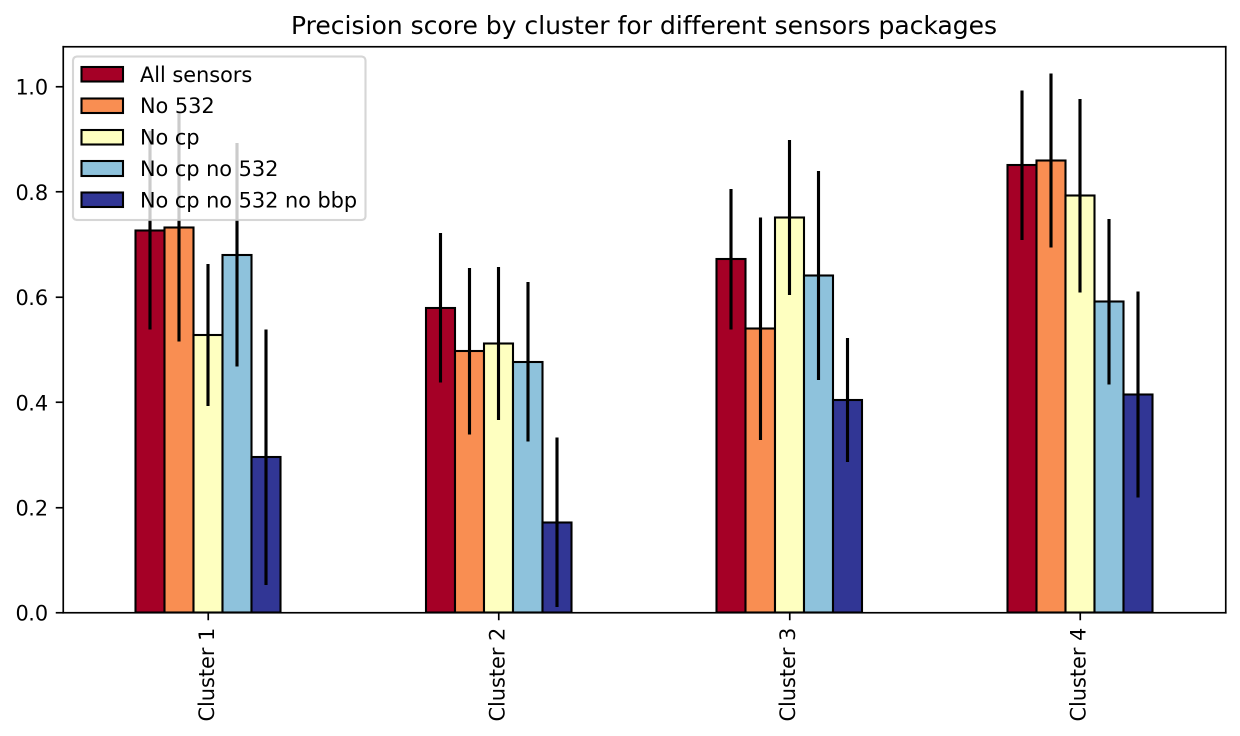 Precision score by cluster for different sensors packages
All sensors
No 532
No cp
No cp no 532
No cp no 532 no bbp
1.0
0.8
0.6
0.4
0.2
0.0
Cluster 1
Cluster 2
Cluster 3
Cluster 4